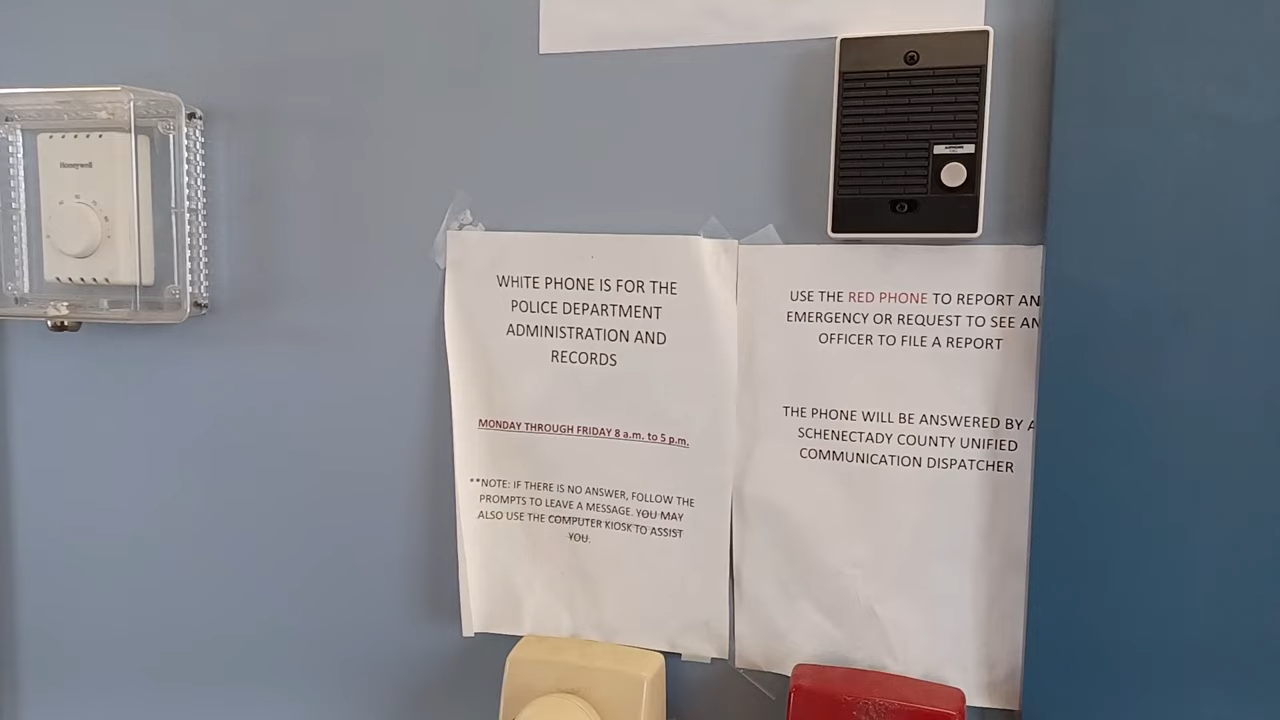 Honeywell
WHITE PHONE IS FOR THE
POLICE DEPARTMENT
ADMINISTRATION AND
RECORDS
MONDAY THROUGH FRIDAY 8 a.m. to 5 p.m.
**NOTE: IF THERE IS NO ANSWER, FOLLOW THE
PROMPTS TO LEAVE A MESSAGE. YOU MAY
ALSO USE THE COMPUTER KIOSK TO ASSIST
YOU.
AIPHONE
CALL
USE THE RED PHONE TO REPORT AN
EMERGENCY OR REQUEST TO SEE AN
OFFICER TO FILE A REPORT
THE PHONE WILL BE ANSWERED BY A
SCHENECTADY COUNTY UNIFIED
COMMUNICATION DISPATCHER